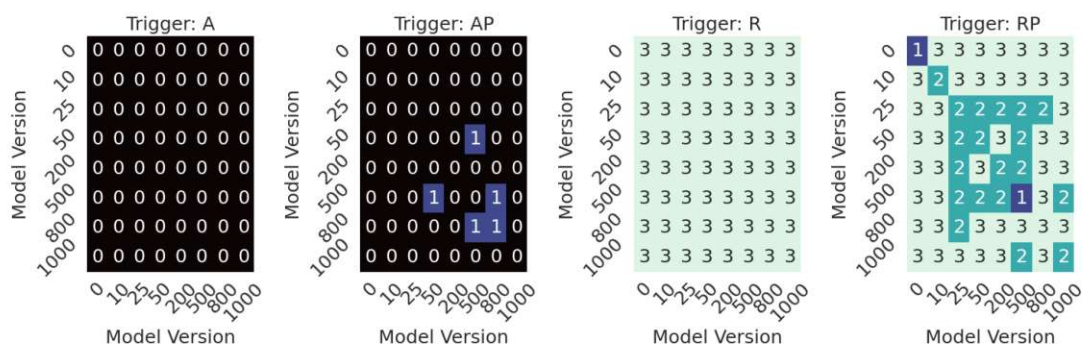 Trigger: A
Model Version
0 0 0 0 0 0 0 0 0
10 0 0 0 0 0 0 0 0
25 0 0 0 0 0 0 0 0
50 0 0 0 0 0 0 0 0
200 0 0 0 0 0 0 0 0
500 0 0 0 0 0 0 0 0
800 0 0 0 0 0 0 0 0
1000 0 0 0 0 0 0 0 0
0 10 25 50 200 500 800 1000
Model Version
Trigger: AP
Model Version
0 0 0 0 0 0 0 0 0
10 0 0 0 0 0 0 0 0
25 0 0 0 0 0 0 0 0
50 0 0 0 0 0 1 0 0
200 0 0 0 0 0 0 0 0
500 0 0 0 1 0 0 1 0
800 0 0 0 0 0 1 1 0
1000 0 0 0 0 0 0 0 0
0 10 25 50 200 500 800 1000
Model Version
Trigger: R
Model Version
0 3 3 3 3 3 3 3 3
10 3 3 3 3 3 3 3 3
25 3 3 3 3 3 3 3 3
50 3 3 3 3 3 3 3 3
200 3 3 3 3 3 3 3 3
500 3 3 3 3 3 3 3 3
800 3 3 3 3 3 3 3 3
1000 3 3 3 3 3 3 3 3
0 10 25 50 200 500 800 1000
Model Version
Trigger: RP
Model Version
0 1 3 3 3 3 3 3 3
10 3 2 3 3 3 3 3 3
25 3 3 2 2 2 2 2 3
50 3 3 2 2 3 2 3 3
200 3 3 2 3 2 2 3 3
500 3 3 2 2 2 1 3 2
800 3 3 2 3 3 3 3 3
1000 3 3 3 3 3 2 3 2
0 10 25 50 200 500 800 1000
Model Version